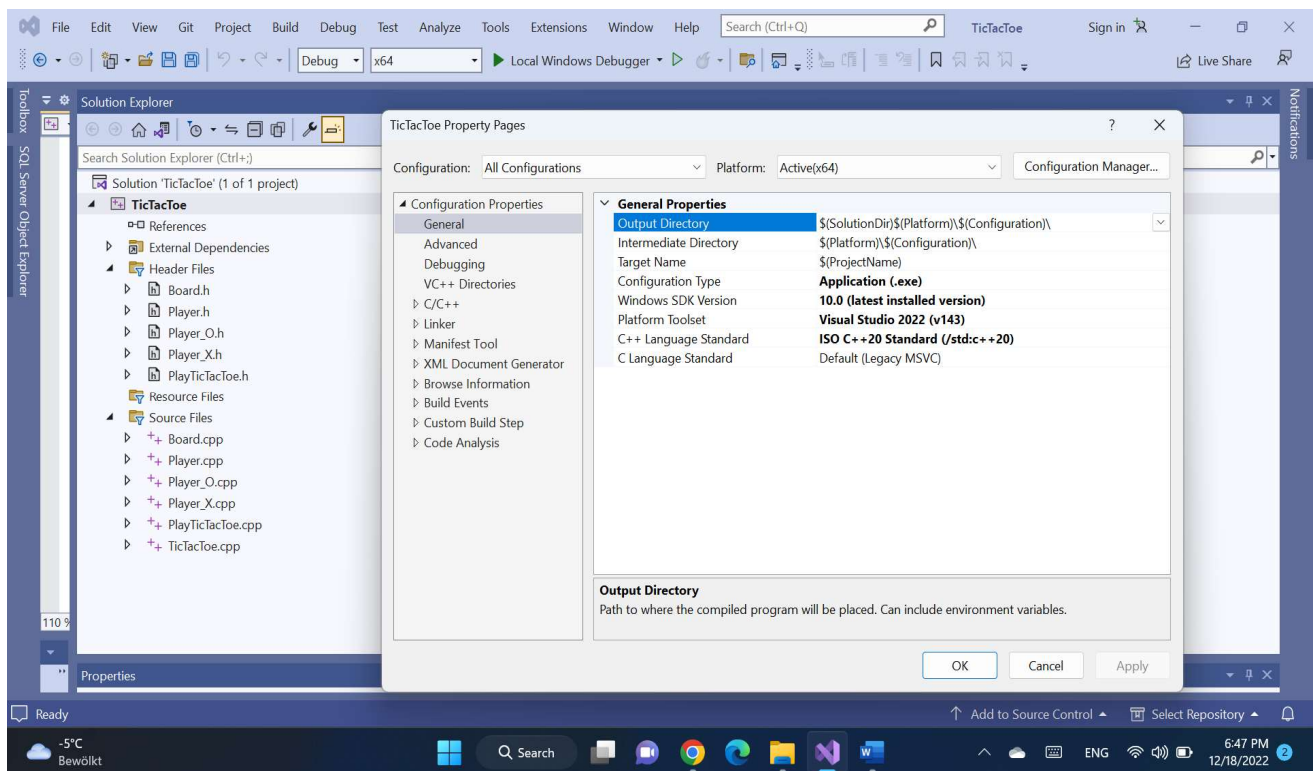 File Edit View Git Project Build Debug Test Analyze Tools Extensions Window Help Search (Ctrl+Q) TicTacToe Sign in
Debug x64 Local Windows Debugger Live Share
Toolbox
SQL Server Object Explorer
Notifications
Solution Explorer
Search Solution Explorer (Ctrl+;)
Solution 'TicTacToe' (1 of 1 project)
TicTacToe
References
External Dependencies
Header Files
Board.h
Player.h
Player_O.h
Player_X.h
PlayTicTacToe.h
Resource Files
Source Files
Board.cpp
Player.cpp
Player_O.cpp
Player_X.cpp
PlayTicTacToe.cpp
TicTacToe.cpp
110 %
Properties
TicTacToe Property Pages ?
Configuration: All Configurations Platform: Active(x64) Configuration Manager...
Configuration Properties
General
Advanced
Debugging
VC++ Directories
C/C++
Linker
Manifest Tool
XML Document Generator
Browse Information
Build Events
Custom Build Step
Code Analysis
General Properties
Output Directory $(SolutionDir)$(Platform)\$(Configuration)\
Intermediate Directory $(Platform)\$(Configuration)\
Target Name $(ProjectName)
Configuration Type Application (.exe)
Windows SDK Version 10.0 (latest installed version)
Platform Toolset Visual Studio 2022 (v143)
C++ Language Standard ISO C++20 Standard (/std:c++20)
C Language Standard Default (Legacy MSVC)
Output Directory
Path to where the compiled program will be placed. Can include environment variables.
OK Cancel Apply
Ready Add to Source Control Select Repository
-5°C
Bewölkt
Search
ENG
6:47 PM
12/18/2022
2